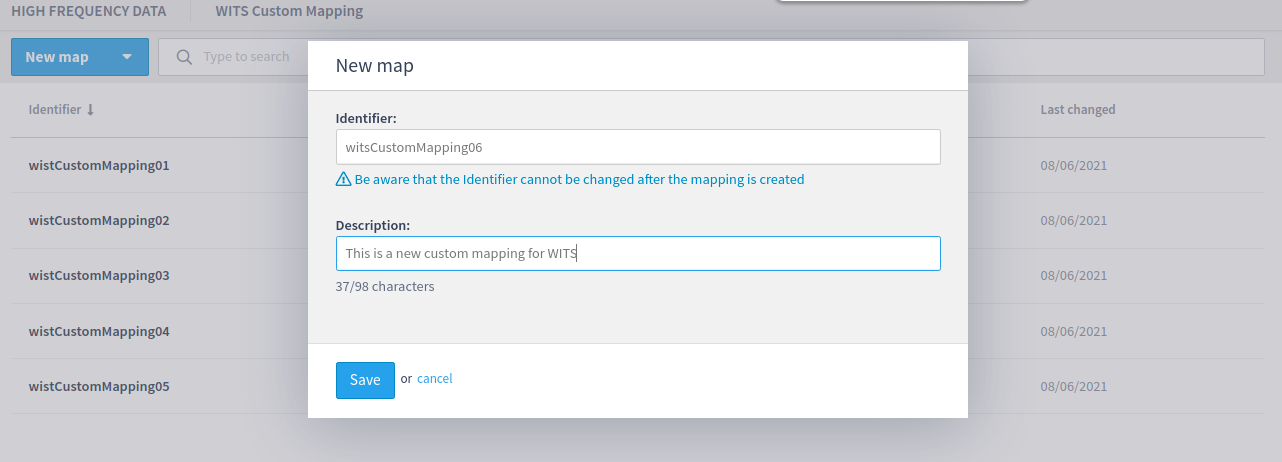 HIGH FREQUENCY DATA WITS Custom Mapping
New map Type to search
New map
Identifier Last changed
Identifier:
witsCustomMapping06
Be aware that the Identifier cannot be changed after the mapping is created
wistCustomMapping01 08/06/2021
wistCustomMapping02 08/06/2021
Description:
This is a new custom mapping for WITS
wistCustomMapping03 08/06/2021
37/98 characters
wistCustomMapping04 08/06/2021
Save or cancel
wistCustomMapping05 08/06/2021